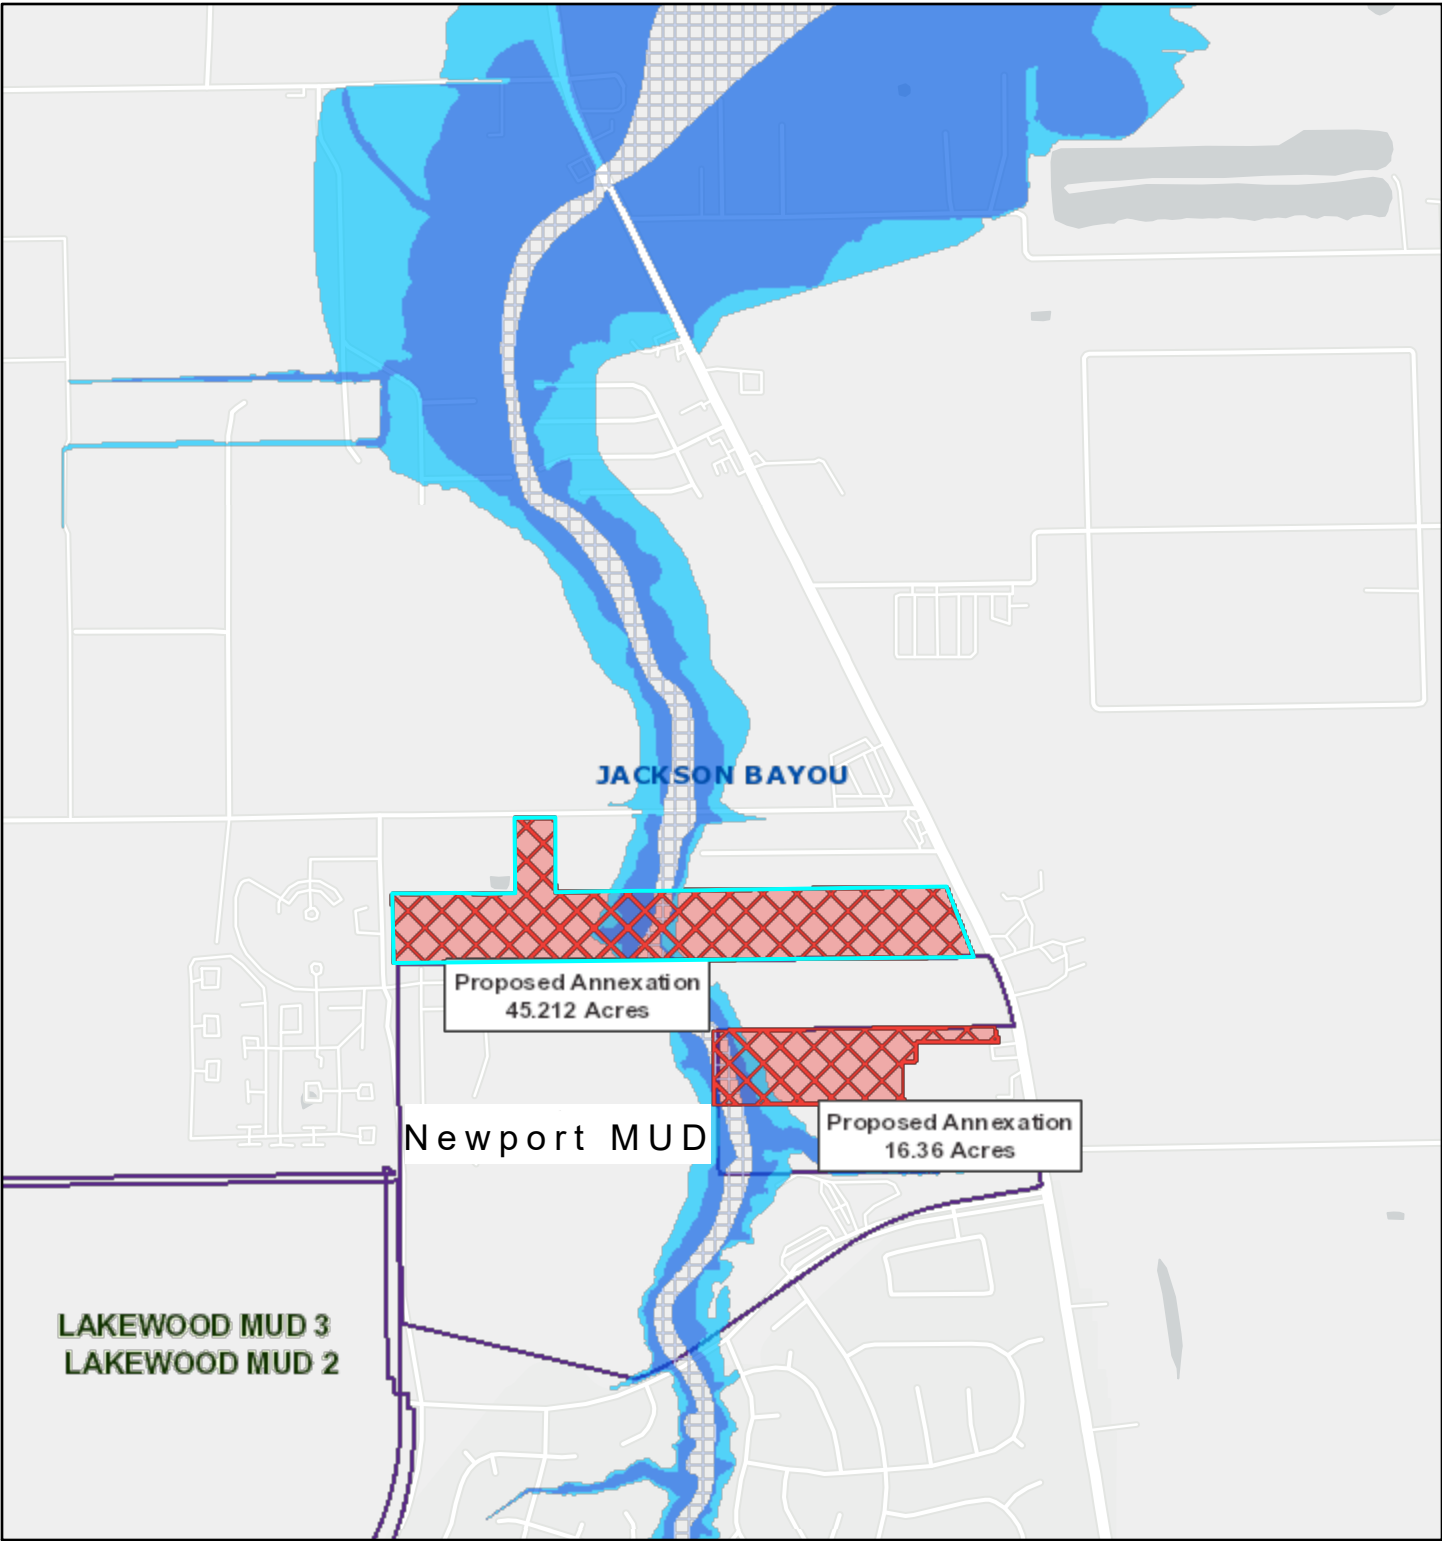 JACKSON BAYOU
Proposed Annexation
45.212 Acres
Newport MUD
Proposed Annexation
16.36 Acres
LAKEWOOD MUD 3
LAKEWOOD MUD 2